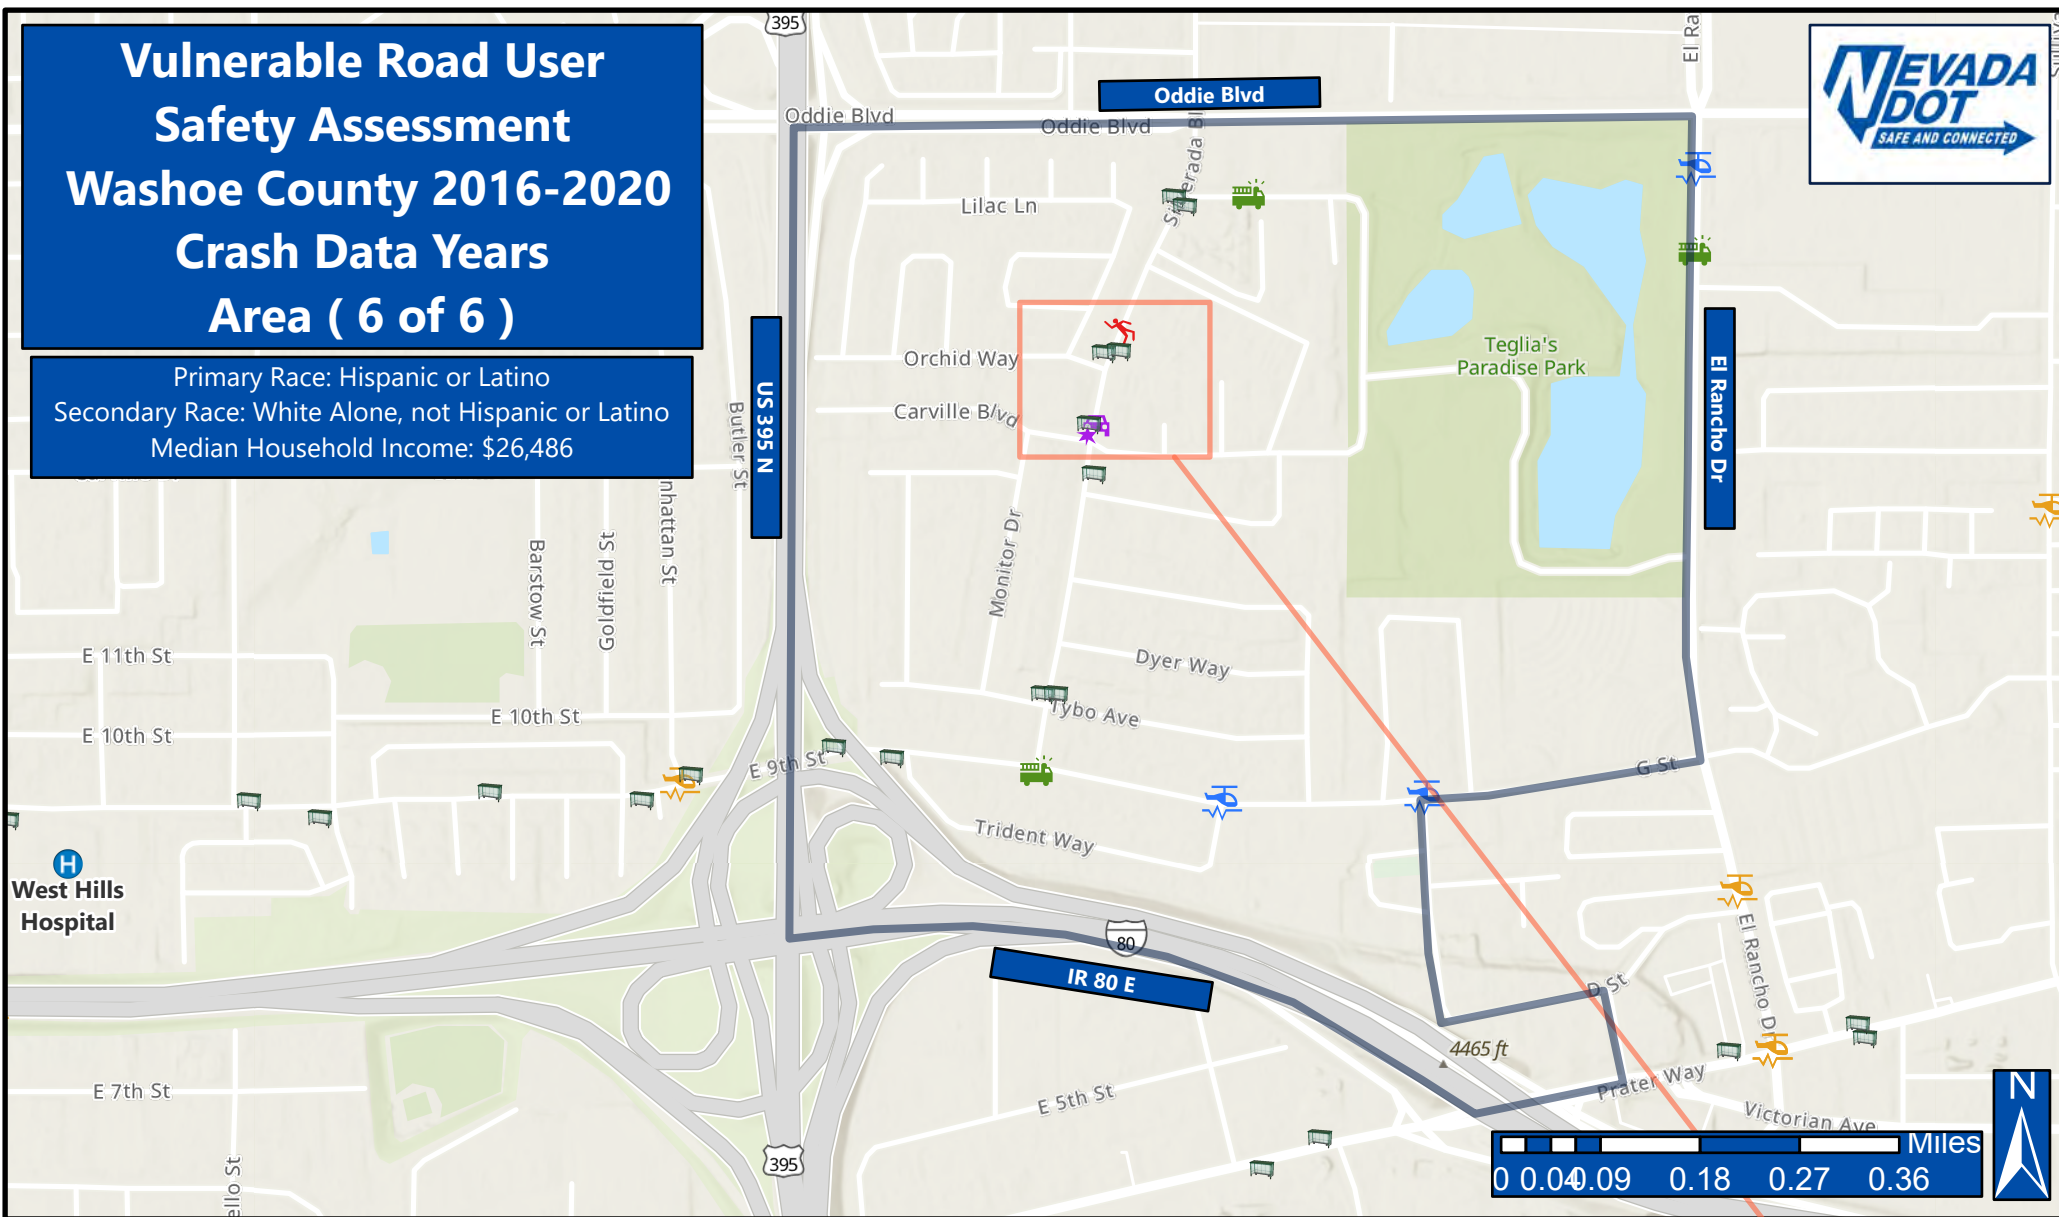 Vulnerable Road User
Safety Assessment
Washoe County 2016-2020
Crash Data Years
Area ( 6 of 6 )
Primary Race: Hispanic or Latino
Secondary Race: White Alone, not Hispanic or Latino
Median Household Income: $26,486
NEVADA
DOT
SAFE AND CONNECTED
395
El Ra
Oddie Blvd
Oddie Blvd
Oddie Blvd
Lilac Ln
Orchid Way
Carville Blvd
Teglia's
Paradise Park
US 395 N
El Rancho Dr
Butler St
nhattan St
Goldfield St
Barstow St
Monitor Dr
E 11th St
E 10th St
E 10th St
Dyer Way
Tybo Ave
E 9th St
G St
Trident Way
H
West Hills
Hospital
80
IR 80 E
El Rancho Dr
D St
4465 ft
Prater Way
Victorian Ave
E 7th St
E 5th St
395
ello St
Miles
0 0.04 0.09 0.18 0.27 0.36
N